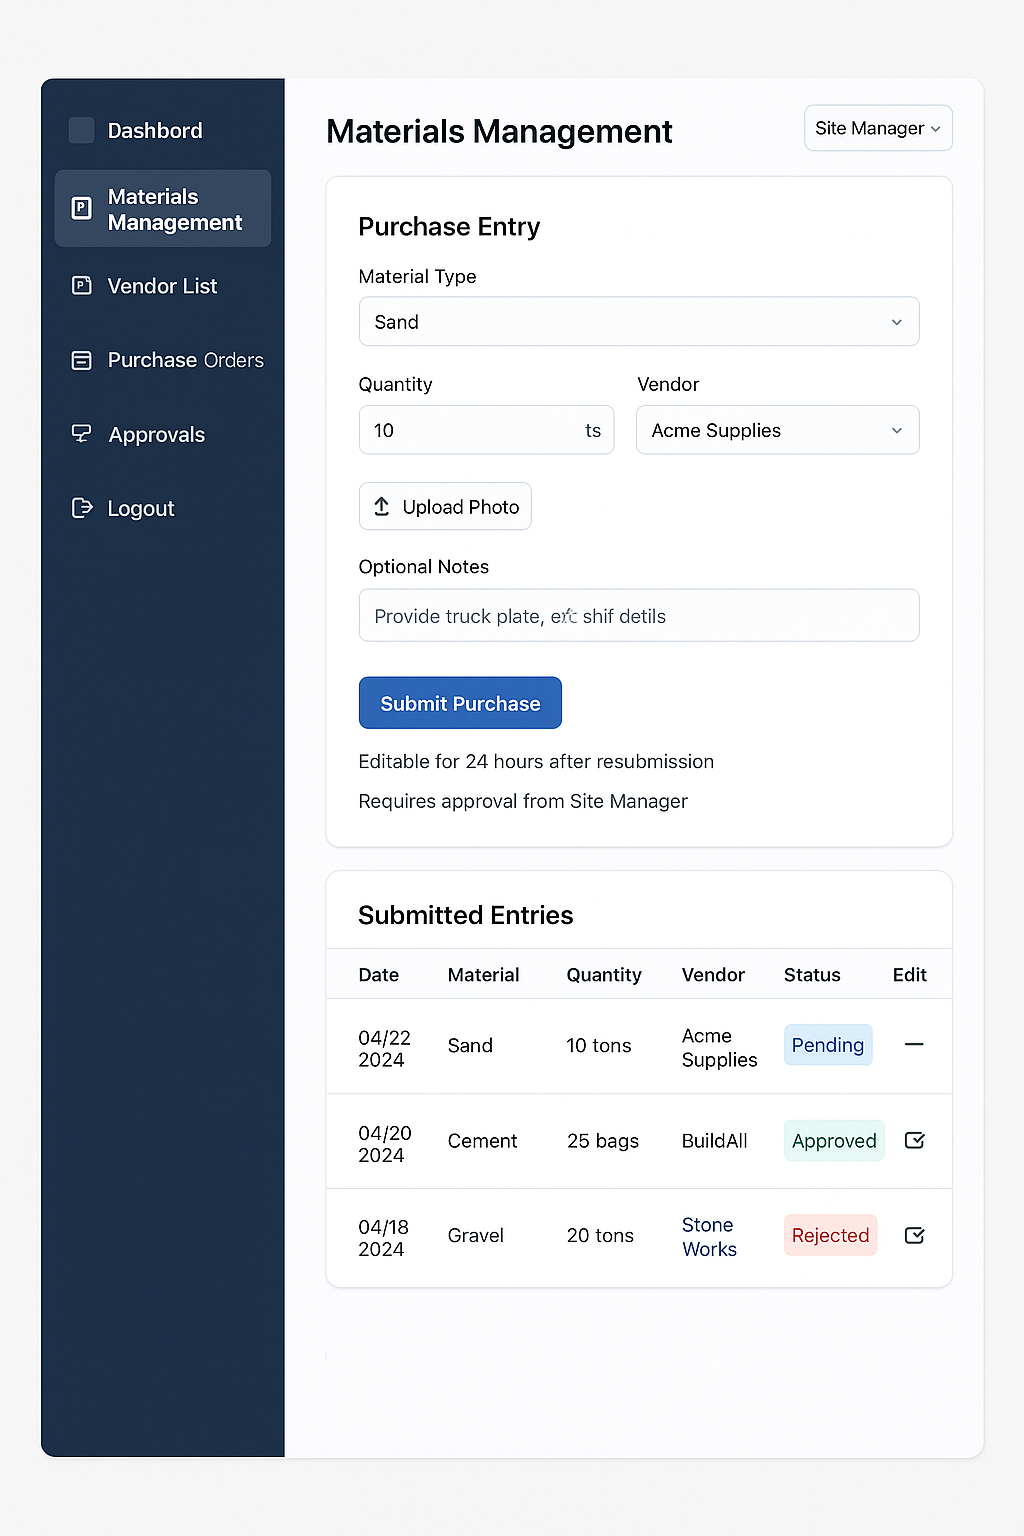 Dashbord
Materials
Management
Vendor List
Purchase Orders
Approvals
Logout
Materials Management
Site Manager
Purchase Entry
Material Type
Sand
Quantity
Vendor
10 ts
Acme Supplies
Upload Photo
Optional Notes
Provide truck plate, shif detils
Submit Purchase
Editable for 24 hours after resubmission
Requires approval from Site Manager
Submitted Entries
Date Material Quantity Vendor Status Edit
04/22
2024
Sand
10 tons
Acme
Supplies
Pending
04/20
2024
Cement
25 bags
BuildAll
Approved
04/18
2024
Gravel
20 tons
Stone
Works
Rejected